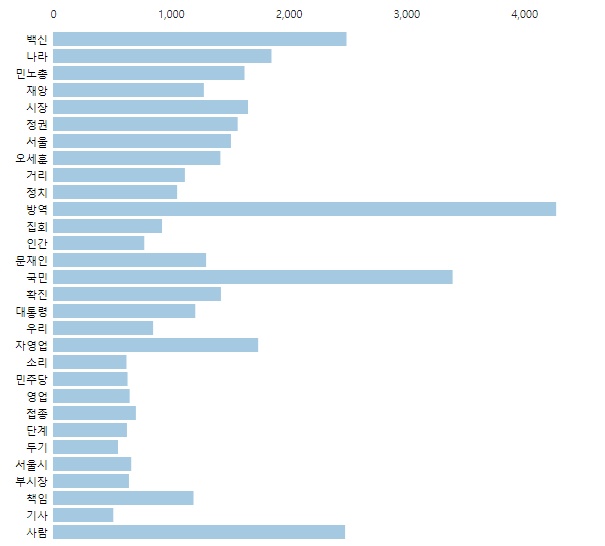 0 1,000 2,000 3,000 4,000
백신
나라
민노총
재앙
시장
정권
서울
오세훈
거리
정치
방역
집회
인간
문재인
국민
확진
대통령
우리
자영업
소리
민주당
영업
접종
단계
두기
서울시
부시장
책임
기사
사람